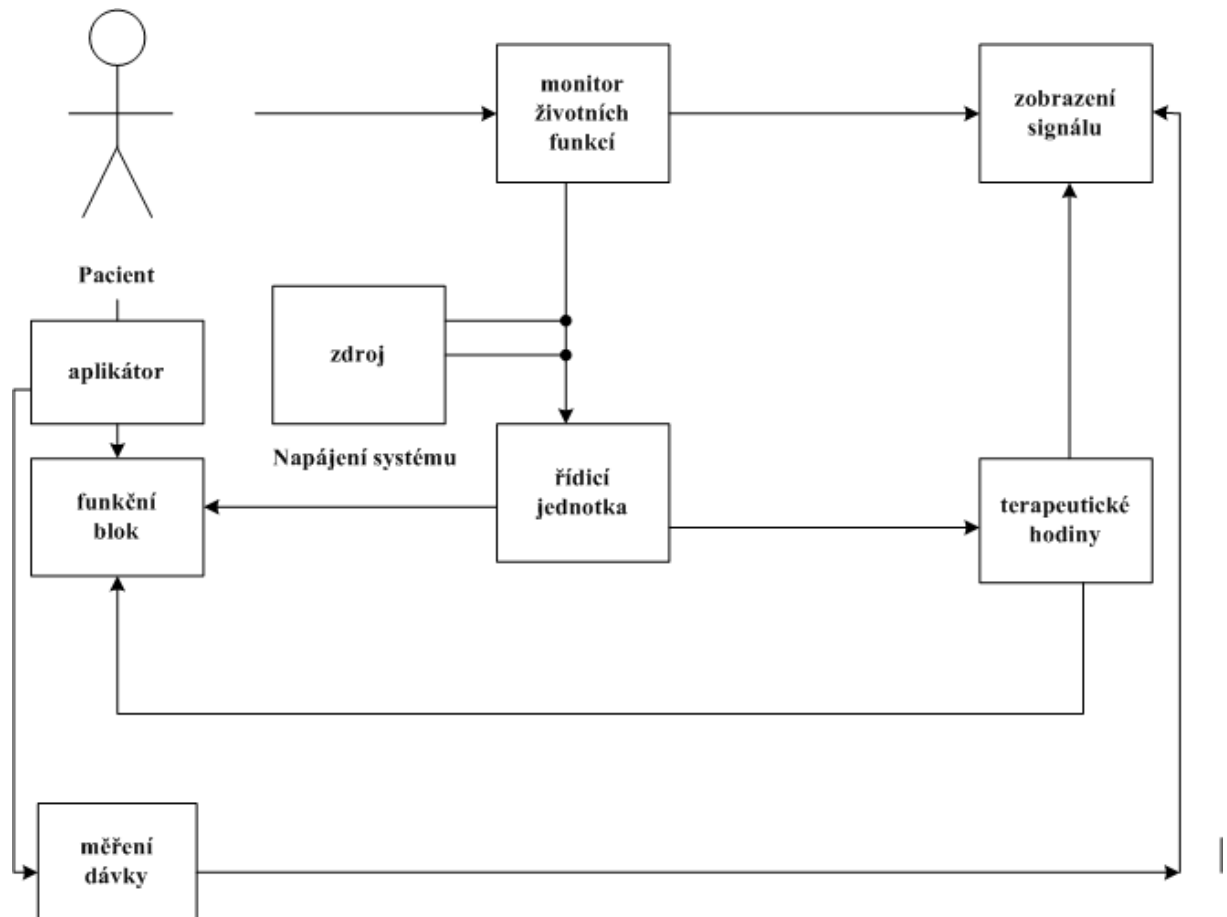 monitor
životních
funkcí
zobrazení
signálu
Pacient
aplikátor
zdroj
Napájení systému
funkční
blok
řídicí
jednotka
terapeutické
hodiny
měření
dávky